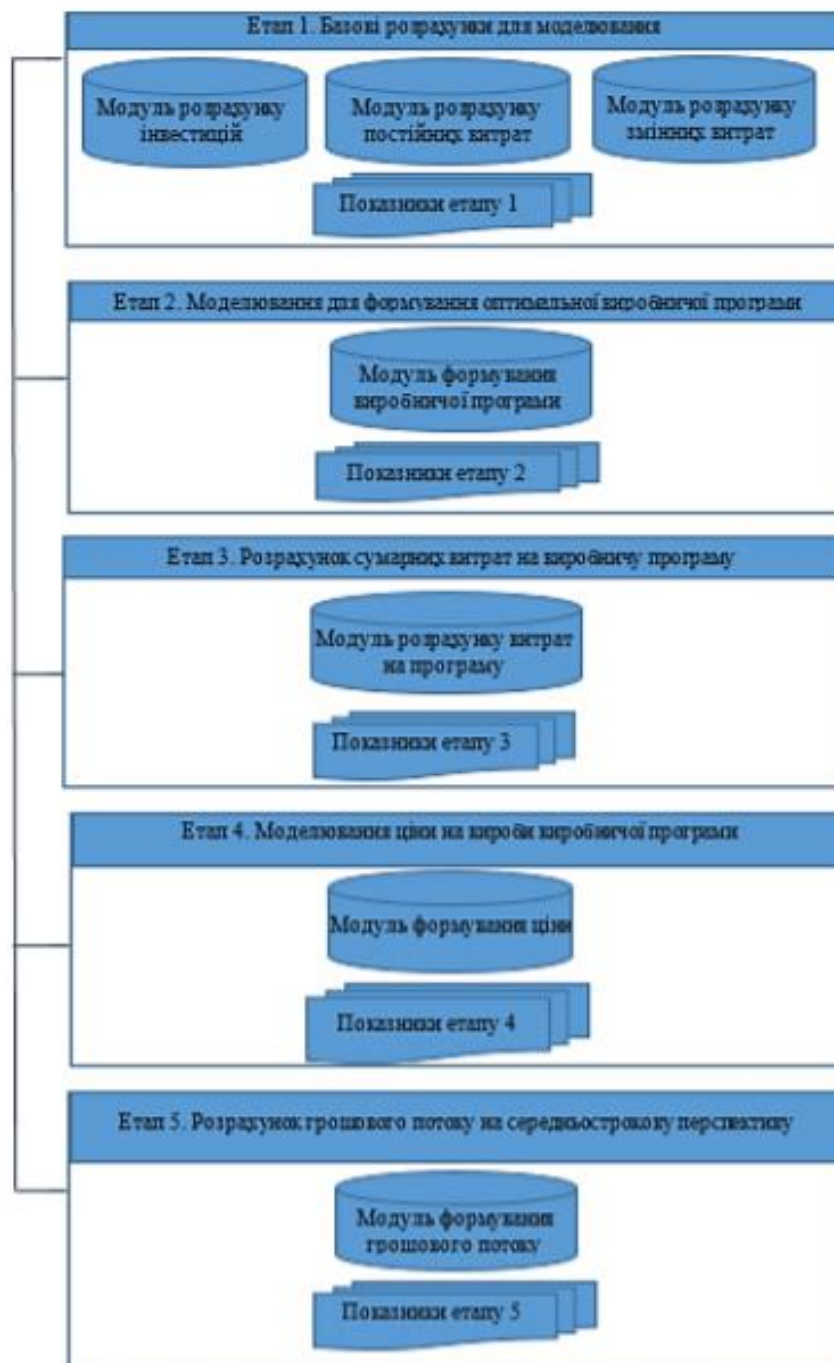 Етап 1. Базові розрахунки для моделювання
Модуль розрахунку
інвестицій
Модуль розрахунку
постійних витрат
Модуль розрахунку
змінних витрат
Показники етапу 1
Етап 2. Моделювання для формування оптимальної виробничої програми
Модуль формування
виробничої програми
Показники етапу 2
Етап 3. Розрахунок сумарних витрат на виробничу програму
Модуль розрахунку витрат
на програму
Показники етапу 3
Етап 4. Моделювання ціни на вироби виробничої програми
Модуль формування ціни
Показники етапу 4
Етап 5. Розрахунок грошового потоку на середньострокову перспективу
Модуль формування
грошового потоку
Показники етапу 5